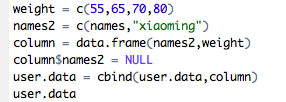 weight = c(55,65,70,80)
names2 = c(names,"xiaoming")
column = data.frame(names2,weight)
column$names2 = NULL
user.data = cbind(user.data,column)
user.data